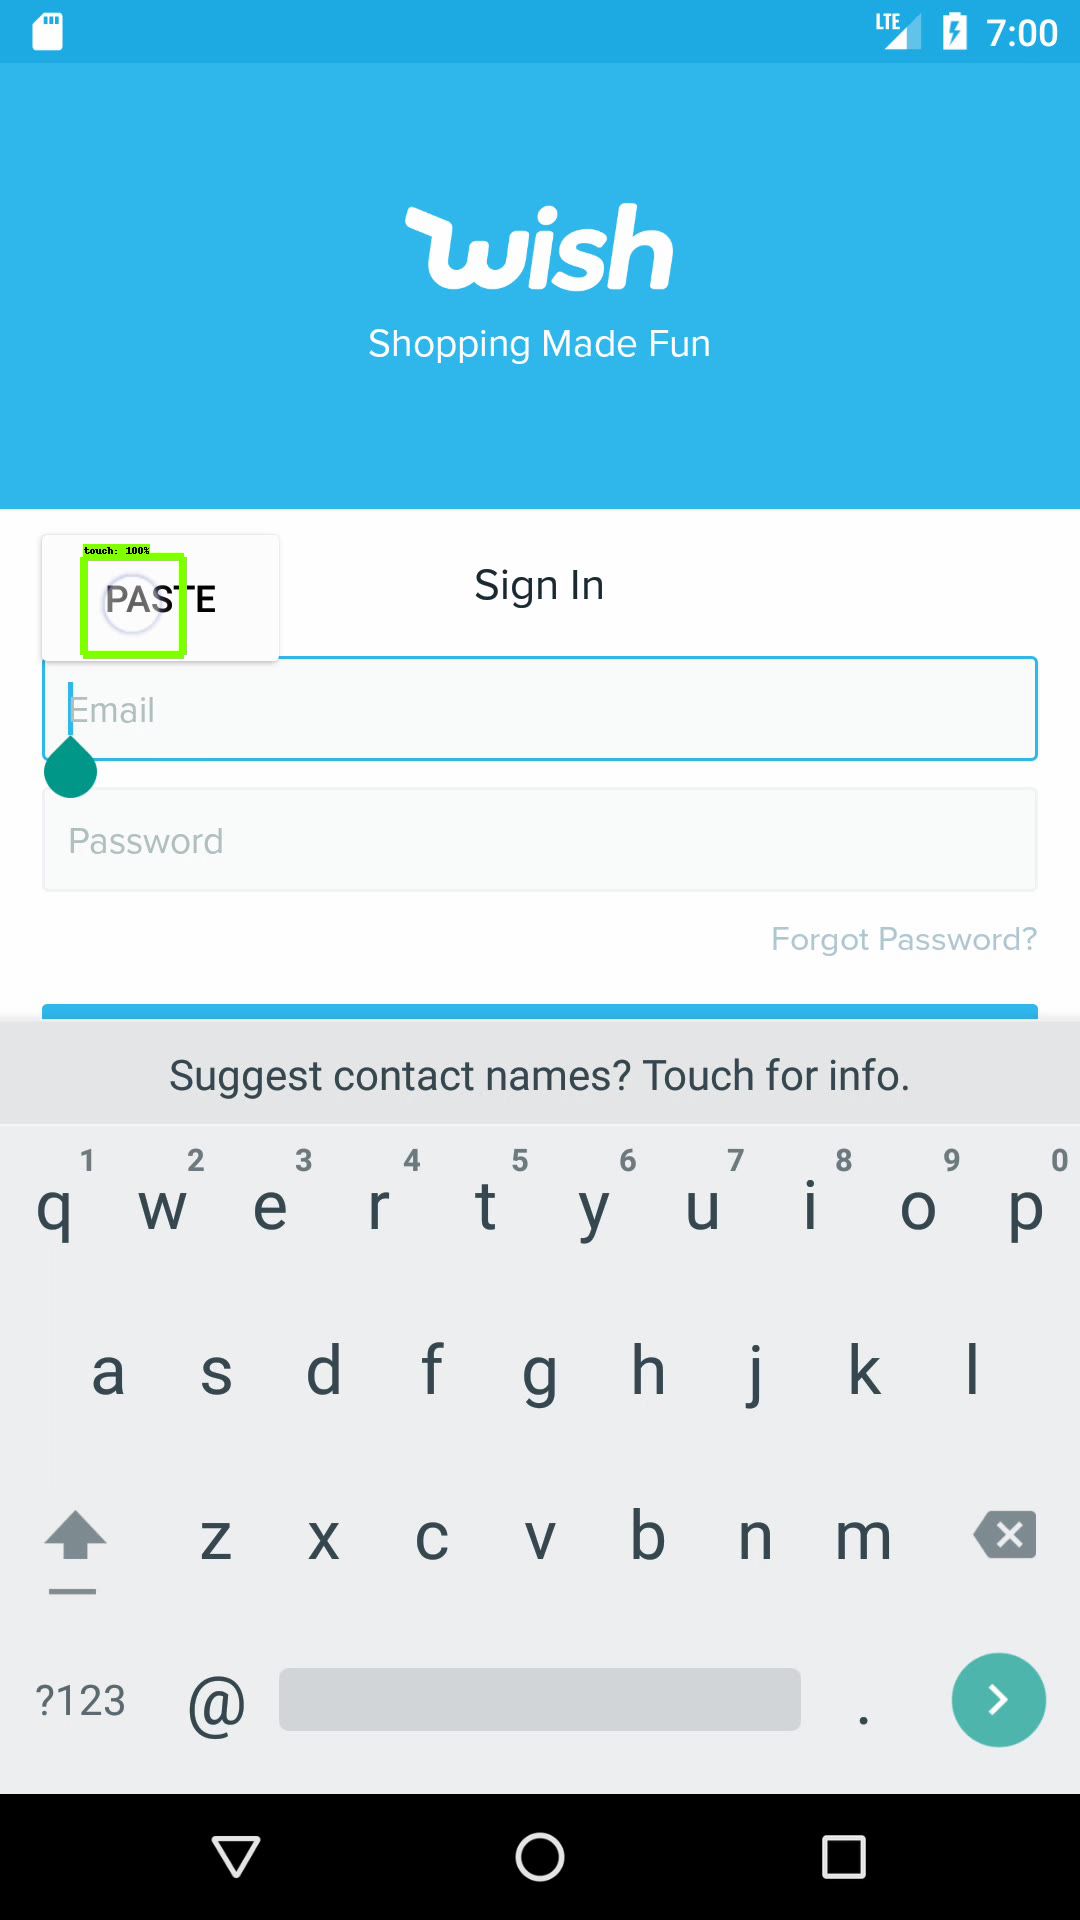 LTE 7:00
wish
Shopping Made Fun
touch: 100%
PASTE
Sign In
Email
Password
Forgot Password?
Suggest contact names? Touch for info.
1 2 3 4 5 6 7 8 9 0
q w e r t y u i o p
a s d f g h j k l
z x c v b n m
?123 @ .